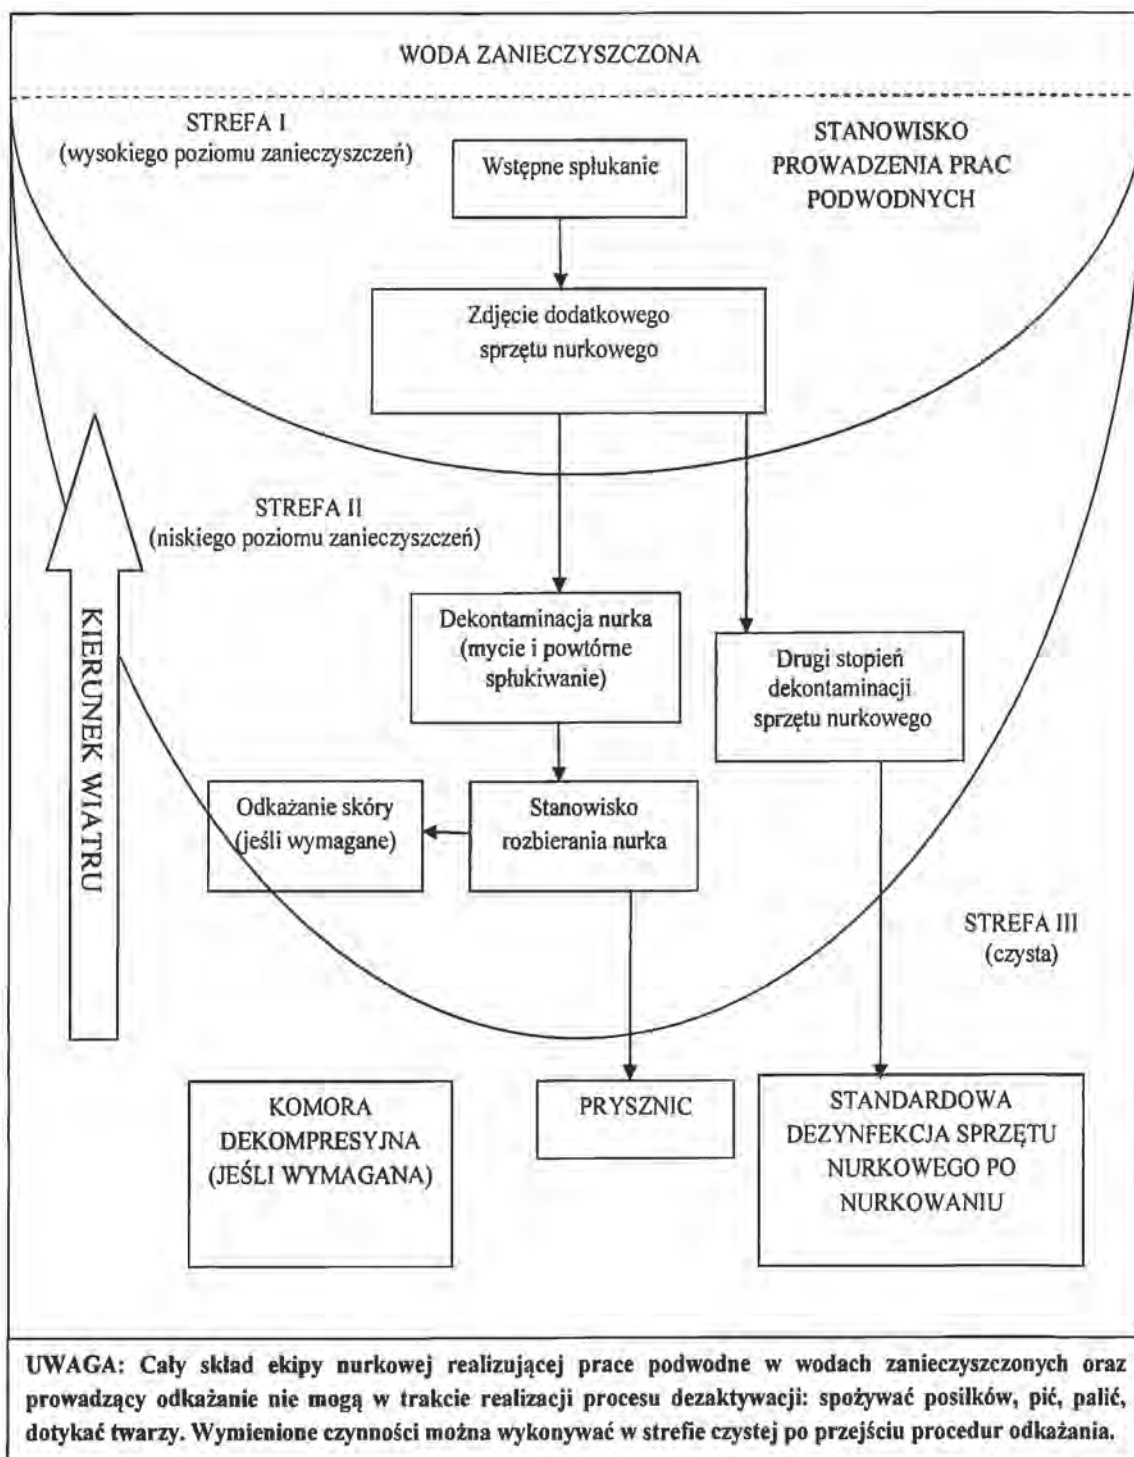 WODA ZANIECZYSZCZONA
STREFA I
(wysokiego poziomu zanieczyszczeń)
STANOWISKO
PROWADZENIA PRAC
PODWODNYCH
Wstępne spłukanie
Zdjęcie dodatkowego
sprzętu nurkowego
STREFA II
(niskiego poziomu zanieczyszczeń)
KIERUNEK WIATRU
Dekontaminacja nurka
(mycie i powtórne
spłukiwanie)
Drugi stopień
dekontaminacji
sprzętu nurkowego
Odkażanie skóry
(jeśli wymagane)
Stanowisko
rozbierania nurka
STREFA III
(czysta)
KOMORA
DEKOMPRESYJNA
(JEŚLI WYMAGANA)
PRYSZNIC
STANDARDOWA
DEZYNFEKCJA SPRZĘTU
NURKOWEGO PO
NURKOWANIU
UWAGA: Cały skład ekipy nurkowej realizującej prace podwodne w wodach zanieczyszczonych oraz
prowadzący odkażanie nie mogą w trakcie realizacji procesu dezaktywacji: spożywać posiłków, pić, palić,
dotykać twarzy. Wymienione czynności można wykonywać w strefie czystej po przejściu procedur odkażania.